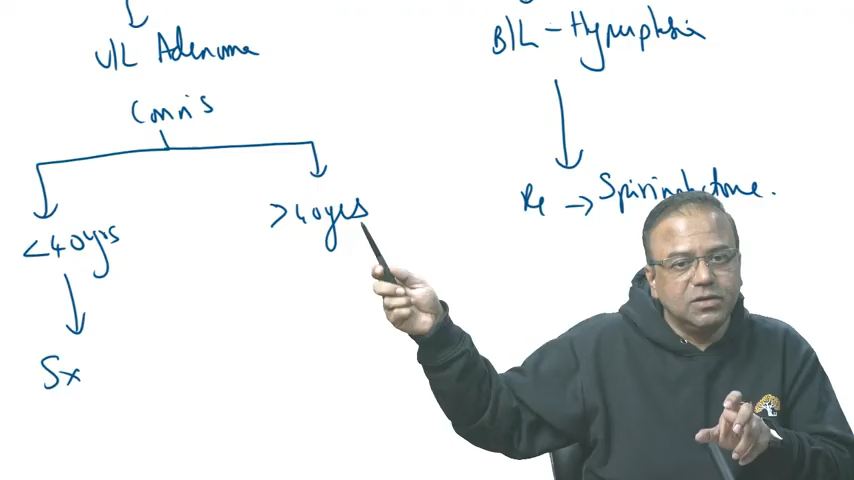 U/L Adenoma
Conn's
<40yrs
Sx
>40yrs
B/L - Hyperplasia
Rx → Spironolactone.